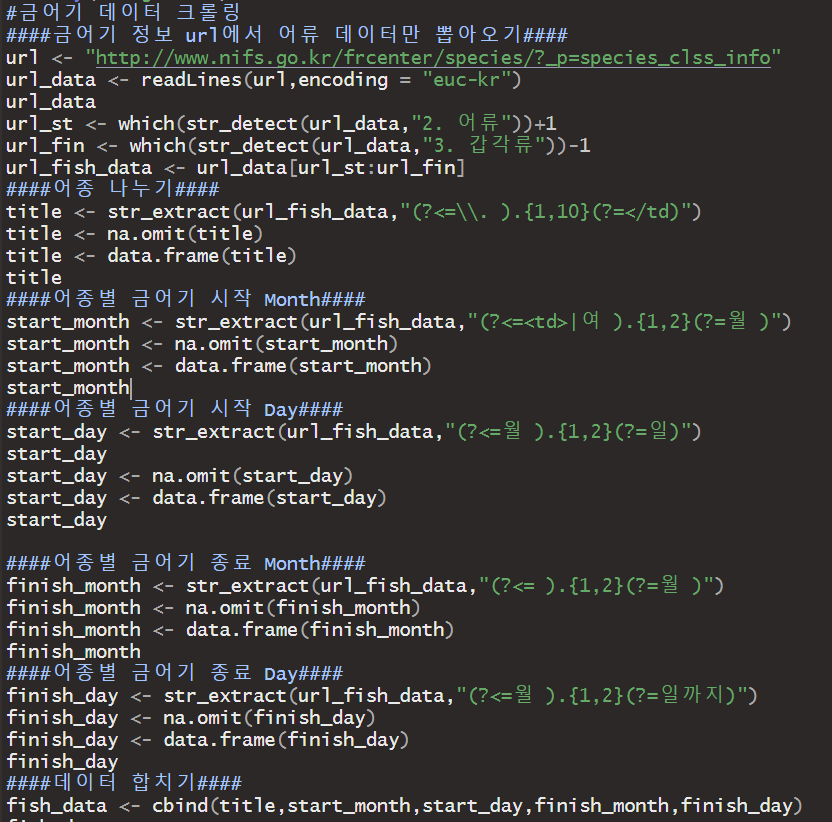 #금어기 데이터 크롤링
####금어기 정보 url에서 어류 데이터만 뽑아오기####
url <- "http://www.nifs.go.kr/frcenter/species/?_p=species_clss_info"
url_data <- readLines(url,encoding = "euc-kr")
url_data
url_st <- which(str_detect(url_data,"2. 어류"))+1
url_fin <- which(str_detect(url_data,"3. 갑각류"))-1
url_fish_data <- url_data[url_st:url_fin]
####어종 나누기####
title <- str_extract(url_fish_data,"(?<=\\. ).{1,10}(?=</td)")
title <- na.omit(title)
title <- data.frame(title)
title
####어종별 금어기 시작 Month####
start_month <- str_extract(url_fish_data,"(?<=<td>|여 ).{1,2}(?=월 )")
start_month <- na.omit(start_month)
start_month <- data.frame(start_month)
start_month
####어종별 금어기 시작 Day####
start_day <- str_extract(url_fish_data,"(?<=월 ).{1,2}(?=일)")
start_day
start_day <- na.omit(start_day)
start_day <- data.frame(start_day)
start_day
####어종별 금어기 종료 Month####
finish_month <- str_extract(url_fish_data,"(?<= ).{1,2}(?=월 )")
finish_month <- na.omit(finish_month)
finish_month <- data.frame(finish_month)
finish_month
####어종별 금어기 종료 Day####
finish_day <- str_extract(url_fish_data,"(?<=월 ).{1,2}(?=일까지)")
finish_day <- na.omit(finish_day)
finish_day <- data.frame(finish_day)
finish_day
####데이터 합치기####
fish_data <- cbind(title,start_month,start_day,finish_month,finish_day)